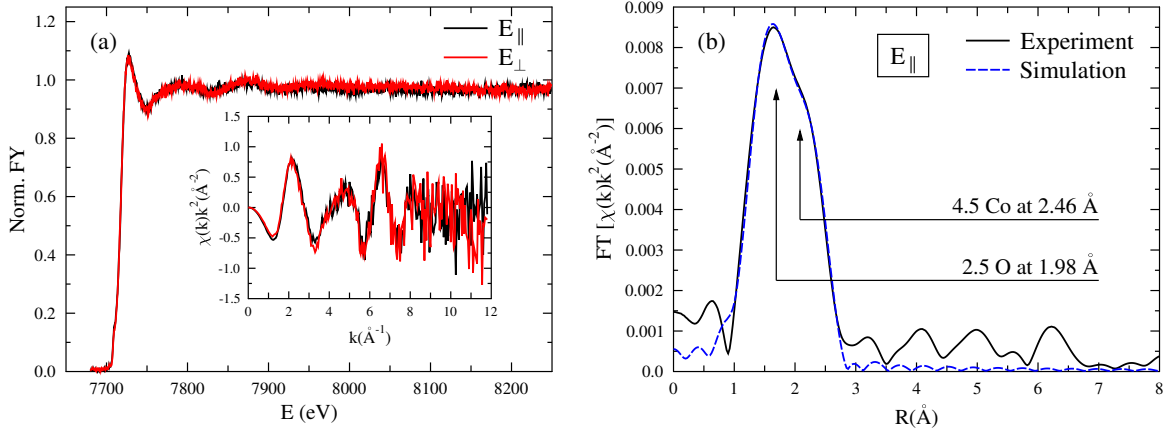 (a)
E∥
E⊥
Norm. FY
1.2
1.0
0.8
0.6
0.4
0.2
0.0
7700 7800 7900 8000 8100 8200
E (eV)
χ(k)k²(Å⁻²)
1.5
1.0
0.5
0.0
-0.5
-1.0
-1.5
0 2 4 6 8 10 12
k(Å⁻¹)
(b)
E∥
Experiment
Simulation
FT [χ(k)k²(Å⁻²)]
0.009
0.008
0.007
0.006
0.005
0.004
0.003
0.002
0.001
0.000
4.5 Co at 2.46 Å
2.5 O at 1.98 Å
0 1 2 3 4 5 6 7 8
R(Å)